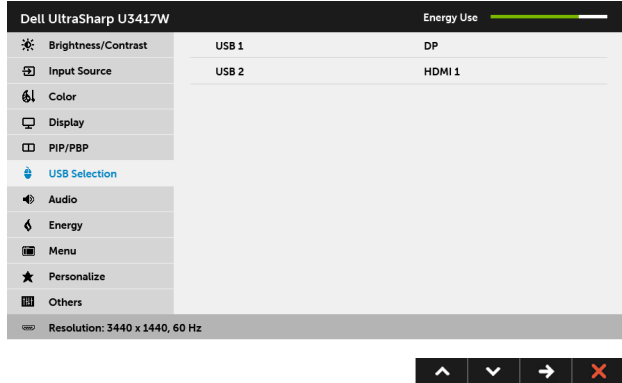 Dell UltraSharp U3417W Energy Use
Brightness/Contrast USB 1 DP
Input Source USB 2 HDMI 1
Color
Display
PIP/PBP
USB Selection
Audio
Energy
Menu
Personalize
Others
Resolution: 3440 x 1440, 60 Hz